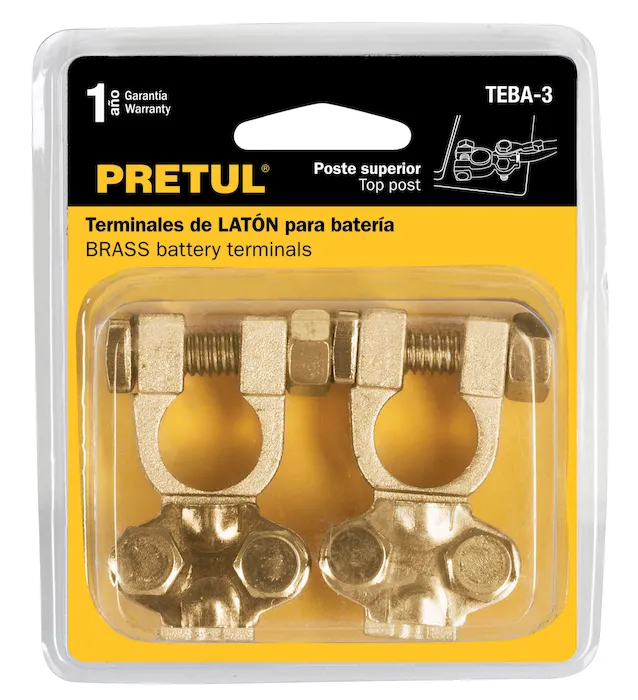 1 año Garantía
Warranty
TEBA-3
PRETUL®
Poste superior
Top post
Terminales de LATÓN para batería
BRASS battery terminals